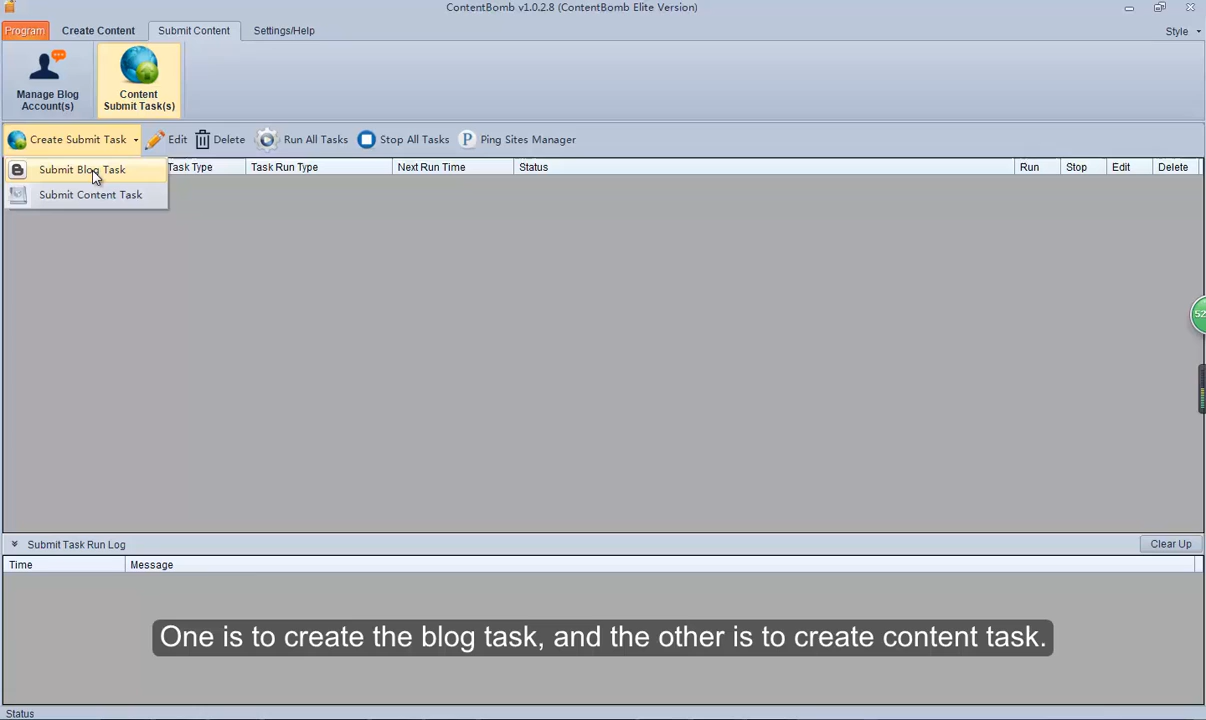 ContentBomb v1.0.2.8 (ContentBomb Elite Version)
Program Create Content Submit Content Settings/Help Style
Manage Blog Account(s)
Content Submit Task(s)
Create Submit Task Edit Delete Run All Tasks Stop All Tasks Ping Sites Manager
Task Type Task Run Type Next Run Time Status Run Stop Edit Delete
Submit Blog Task
Submit Content Task
52
Submit Task Run Log Clear Up
Time Message
One is to create the blog task, and the other is to create content task.
Status